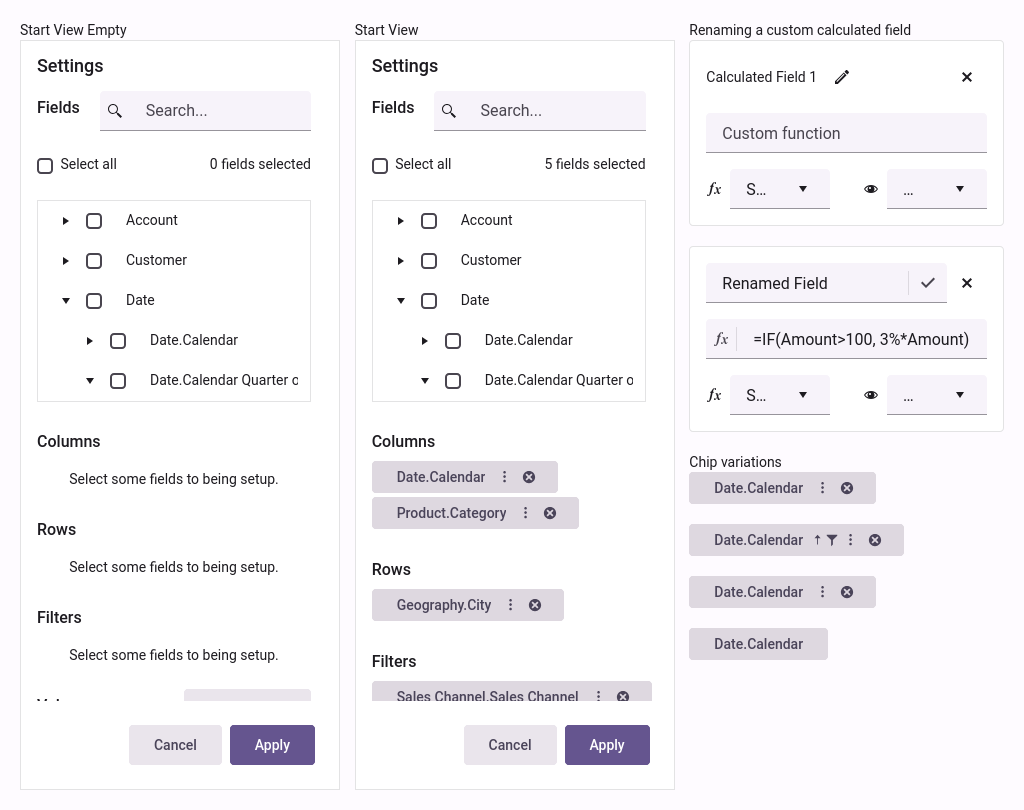 Start View Empty
Settings
Fields
Search...
Select all
0 fields selected
Account
Customer
Date
Date.Calendar
Date.Calendar Quarter o
Columns
Select some fields to being setup.
Rows
Select some fields to being setup.
Filters
Select some fields to being setup.
Cancel
Apply
Start View
Settings
Fields
Search...
Select all
5 fields selected
Account
Customer
Date
Date.Calendar
Date.Calendar Quarter o
Columns
Date.Calendar
Product.Category
Rows
Geography.City
Filters
Sales Channel.Sales Channel
Cancel
Apply
Renaming a custom calculated field
Calculated Field 1
Custom function
fx S... ...
Renamed Field
fx =IF(Amount>100, 3%*Amount)
fx S... ...
Chip variations
Date.Calendar
Date.Calendar
Date.Calendar
Date.Calendar